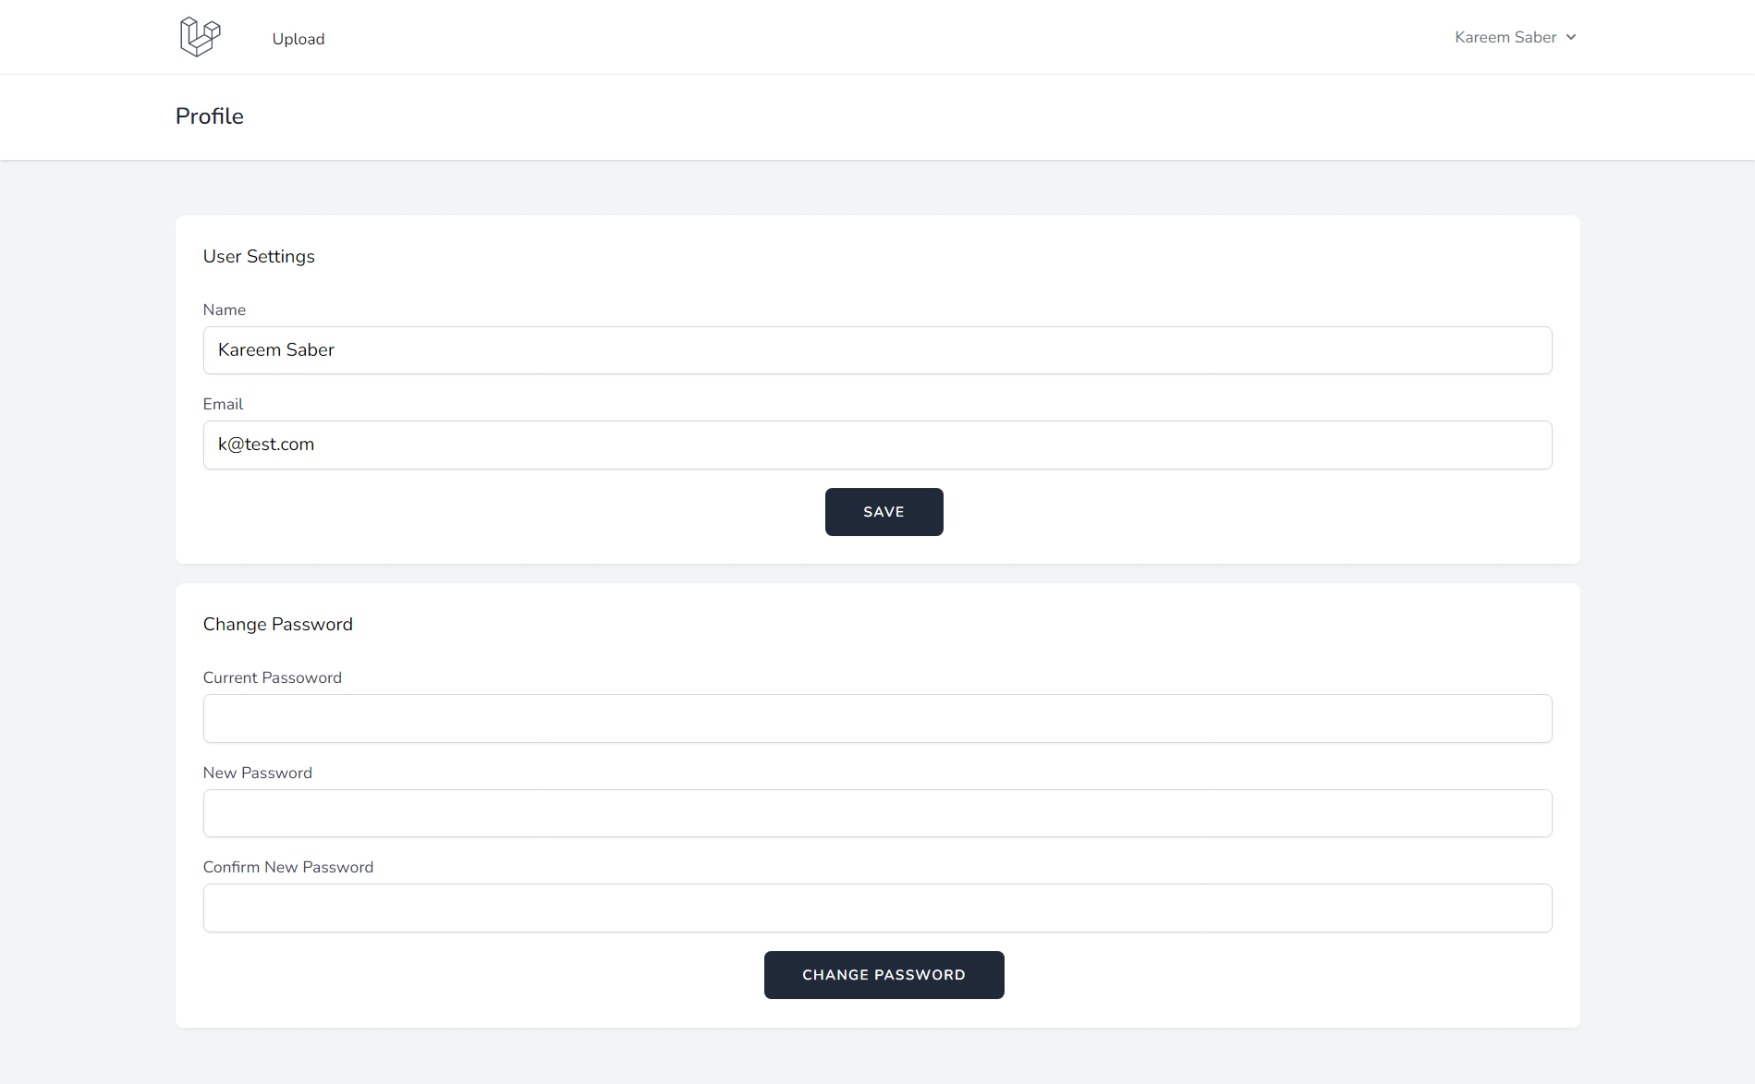 Upload
Kareem Saber
Profile
User Settings
Name
Kareem Saber
Email
k@test.com
SAVE
Change Password
Current Passoword
New Password
Confirm New Password
CHANGE PASSWORD